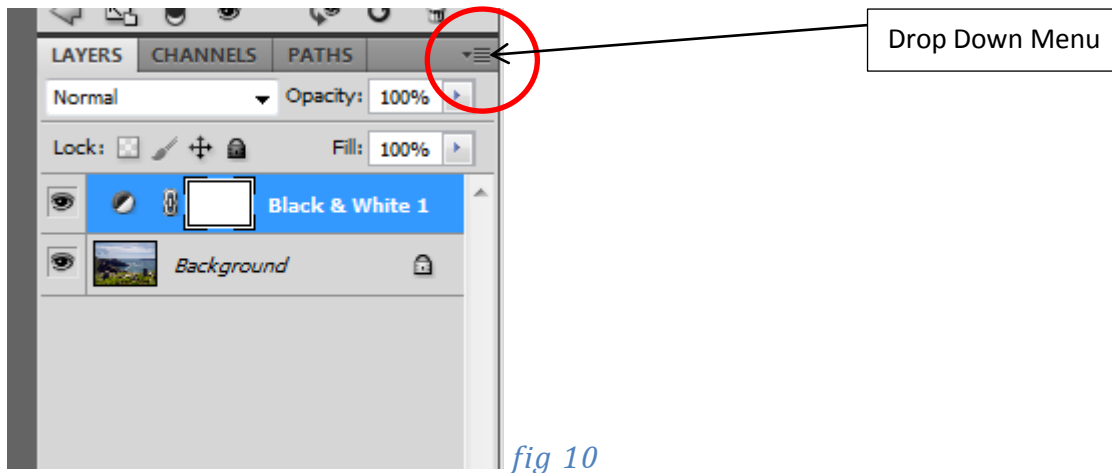 Drop Down Menu
LAYERS CHANNELS PATHS
Normal Opacity: 100%
Lock: Fill: 100%
Black & White 1
Background
fig 10